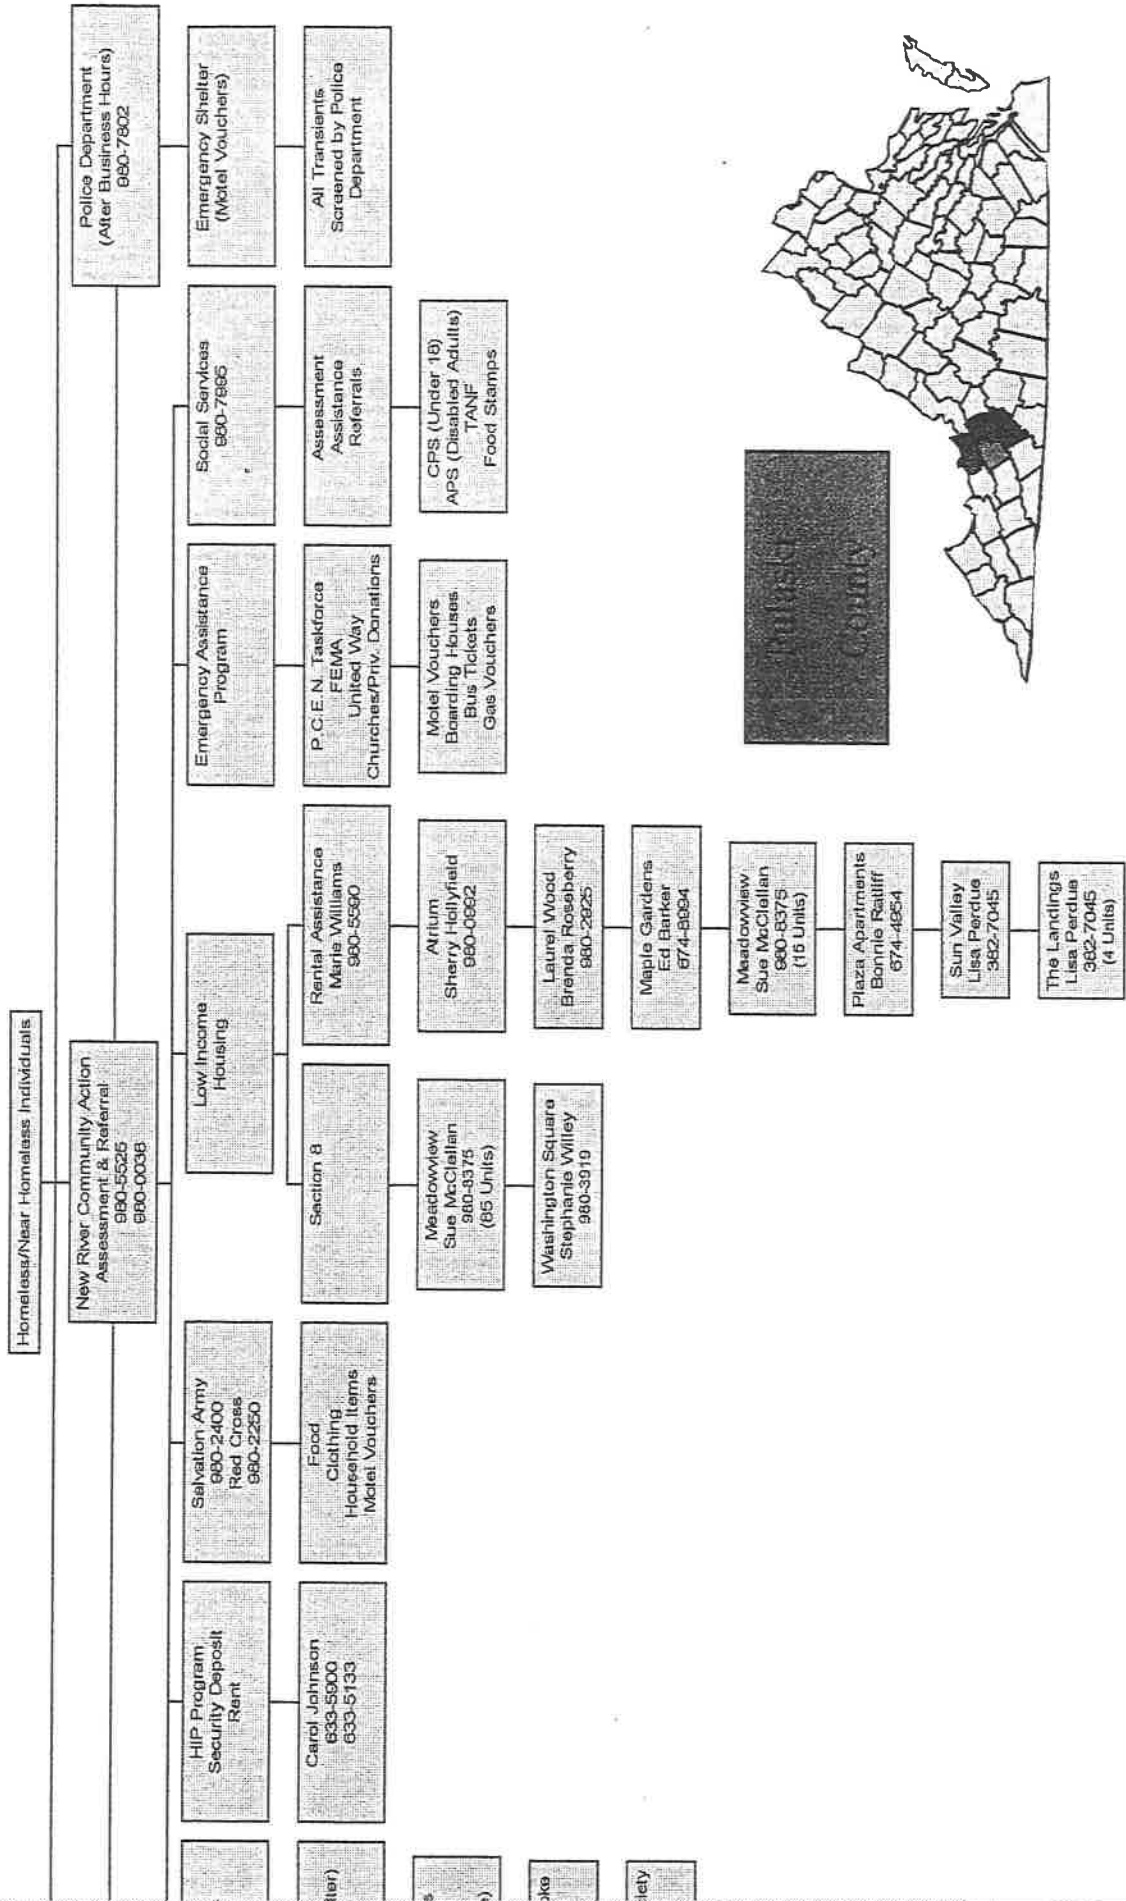 Homeless/Near Homeless Individuals
New River Community Action
Assessment & Referral
980-5525
980-0036
Police Department
(After Business Hours)
980-7802
HIP Program
Security Deposit
Rent
Carol Johnson
633-5900
633-5133
Salvation Army
980-2400
Red Cross
980-2250
Food
Clothing
Household Items
Motel Vouchers
Low Income
Housing
Section 8
Meadowview
Sue McClellan
980-8375
(85 Units)
Washington Square
Stephanie Willey
980-3919
Rental Assistance
Marie Williams
980-5590
Atrium
Sherry Hollyfield
980-0992
Laurel Wood
Brenda Roseberry
980-2925
Maple Gardens
Ed Barker
674-8994
Meadowview
Sue McClellan
980-8375
(15 Units)
Plaza Apartments
Bonnie Ratliff
674-4954
Sun Valley
Lisa Perdue
382-7045
The Landings
Lisa Perdue
382-7045
(4 Units)
Emergency Assistance
Program
P.C.E.N. Taskforce
FEMA
United Way
Churches/Priv. Donations
Motel Vouchers
Boarding Houses
Bus Tickets
Gas Vouchers
Social Services
980-7995
Assessment
Assistance
Referrals
CPS (Under 18)
APS (Disabled Adults)
TANF
Food Stamps
Emergency Shelter
(Motel Vouchers)
All Transients
Screened by Police
Department
Pulaski
County